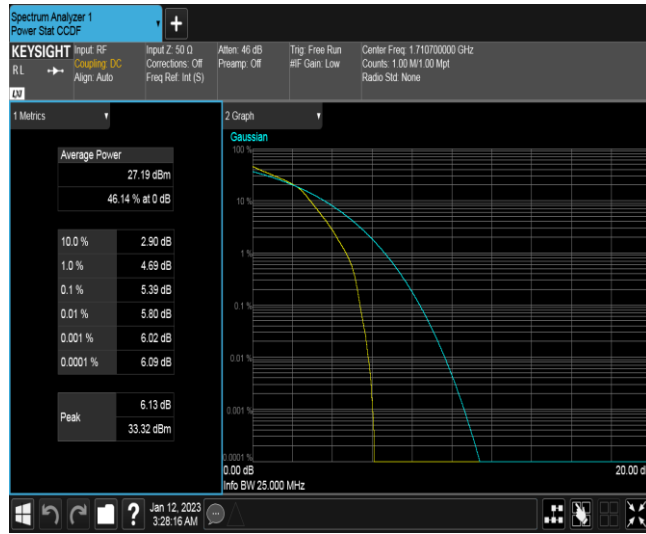 Spectrum Analyzer 1
Power Stat CCDF
KEYSIGHT
RL
LXI
Input: RF
Coupling: DC
Align: Auto
Input Z: 50 Ω
Corrections: Off
Freq Ref: Int (S)
Atten: 46 dB
Preamp: Off
Trig: Free Run
#IF Gain: Low
Center Freq: 1.710700000 GHz
Counts: 1.00 M/1.00 Mpt
Radio Std: None
1 Metrics
Average Power
27.19 dBm
46.14 % at 0 dB
10.0 % 2.90 dB
1.0 % 4.69 dB
0.1 % 5.39 dB
0.01 % 5.80 dB
0.001 % 6.02 dB
0.0001 % 6.09 dB
Peak 6.13 dB
33.32 dBm
2 Graph
Gaussian
100 %
10 %
1 %
0.1 %
0.01 %
0.001 %
0.0001 %
0.00 dB 20.00 d
Info BW 25.000 MHz
Jan 12, 2023
3:28:16 AM